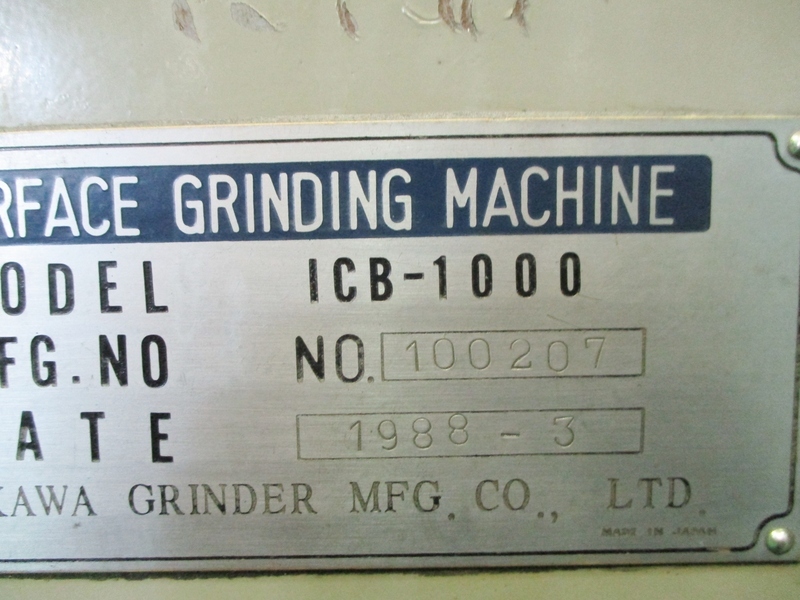 RFACE GRINDING MACHINE
ODEL ICB-1000
FG.NO NO. 100207
ATE 1988-3
KAWA GRINDER MFG. CO., LTD.
MADE IN JAPAN